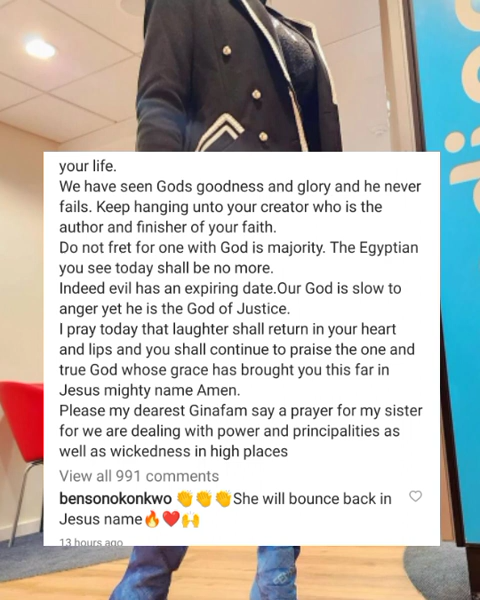 your life.
We have seen Gods goodness and glory and he never
fails. Keep hanging unto your creator who is the
author and finisher of your faith.
Do not fret for one with God is majority. The Egyptian
you see today shall be no more.
Indeed evil has an expiring date.Our God is slow to
anger yet he is the God of Justice.
I pray today that laughter shall return in your heart
and lips and you shall continue to praise the one and
true God whose grace has brought you this far in
Jesus mighty name Amen.
Please my dearest Ginafam say a prayer for my sister
for we are dealing with power and principalities as
well as wickedness in high places
View all 991 comments
bensonokonkwo 👏👏👏She will bounce back in
Jesus name🔥❤️🙌
13 hours ago